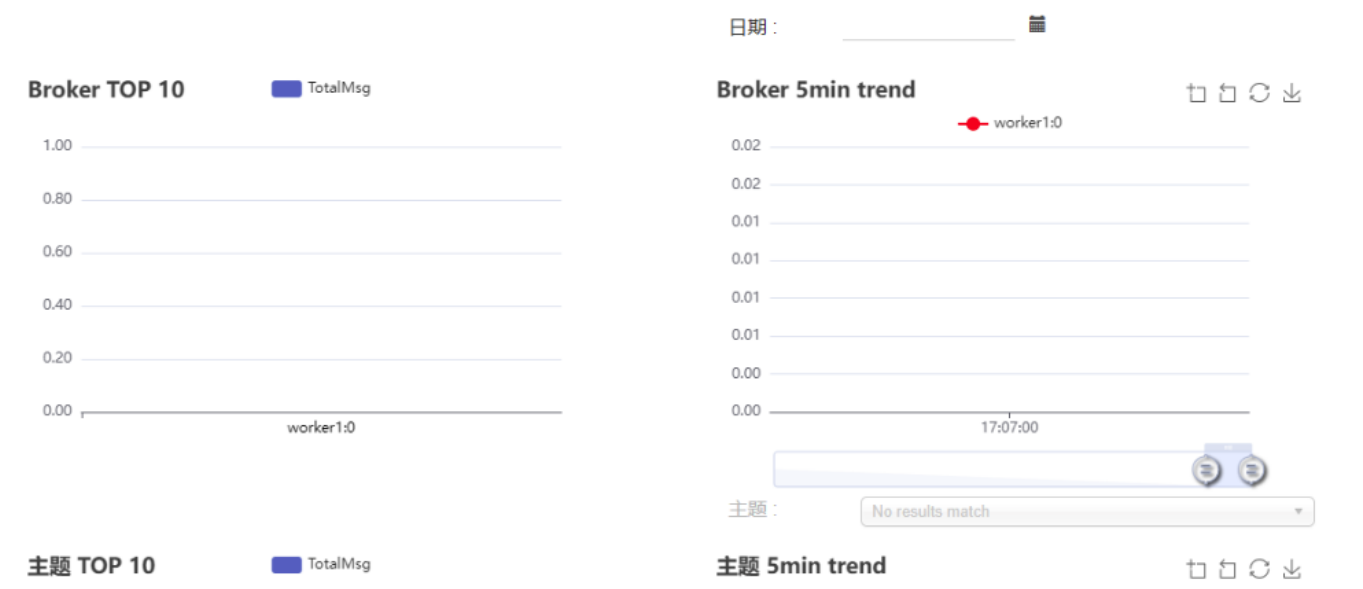 日期 :
Broker TOP 10
TotalMsg
1.00
0.80
0.60
0.40
0.20
0.00
worker1:0
Broker 5min trend
worker1:0
0.02
0.02
0.01
0.01
0.01
0.01
0.00
0.00
17:07:00
主题 :
No results match
主题 TOP 10
TotalMsg
主题 5min trend